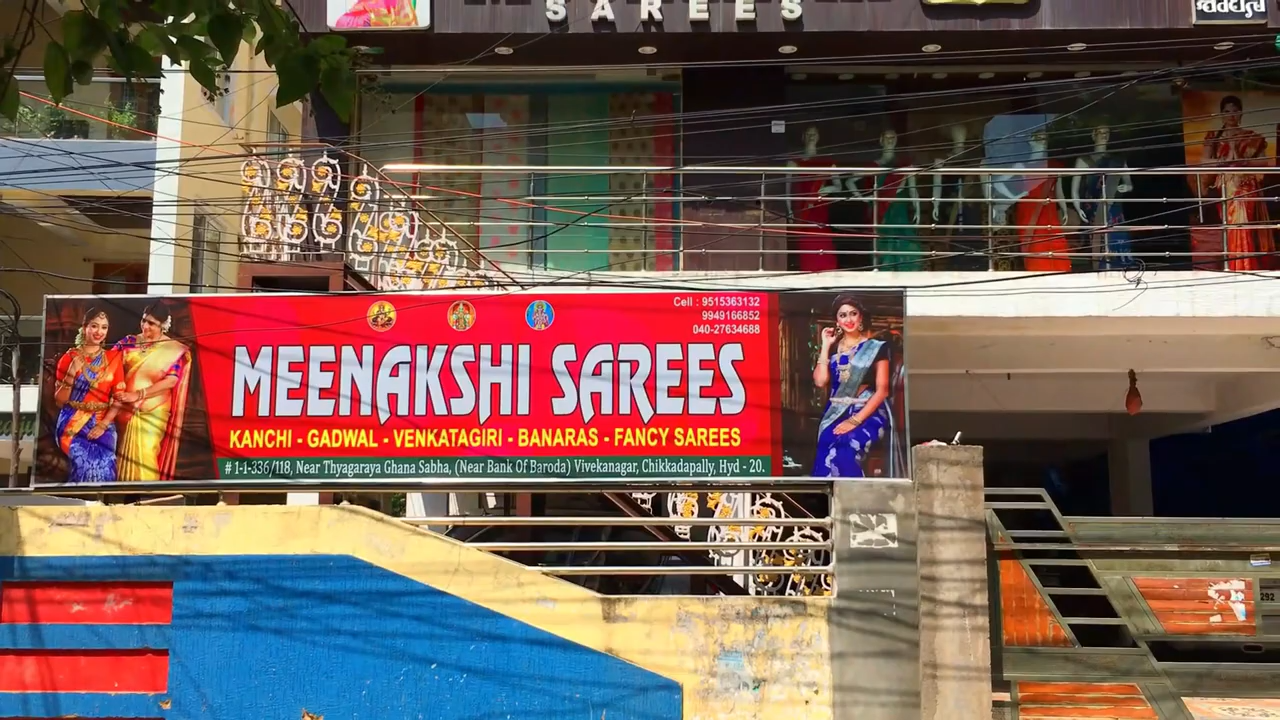 SAREES
Cell : 9515363132
9949166852
040-27634688
MEENAKSHI SAREES
KANCHI - GADWAL - VENKATAGIRI - BANARAS - FANCY SAREES
# 1-1-336/118, Near Thyagaraya Ghana Sabha, (Near Bank Of Baroda) Vivekanagar, Chikkadapally, Hyd - 20.
292